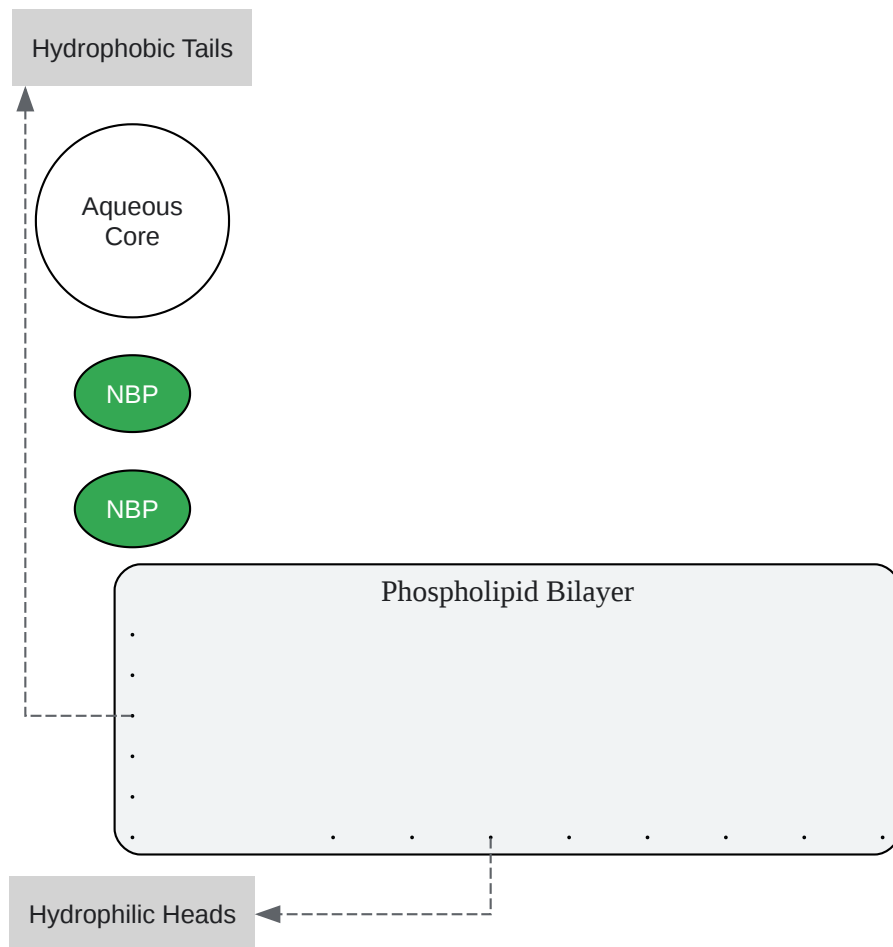 Hydrophobic Tails
Aqueous
Core
NBP
NBP
Phospholipid Bilayer
Hydrophilic Heads